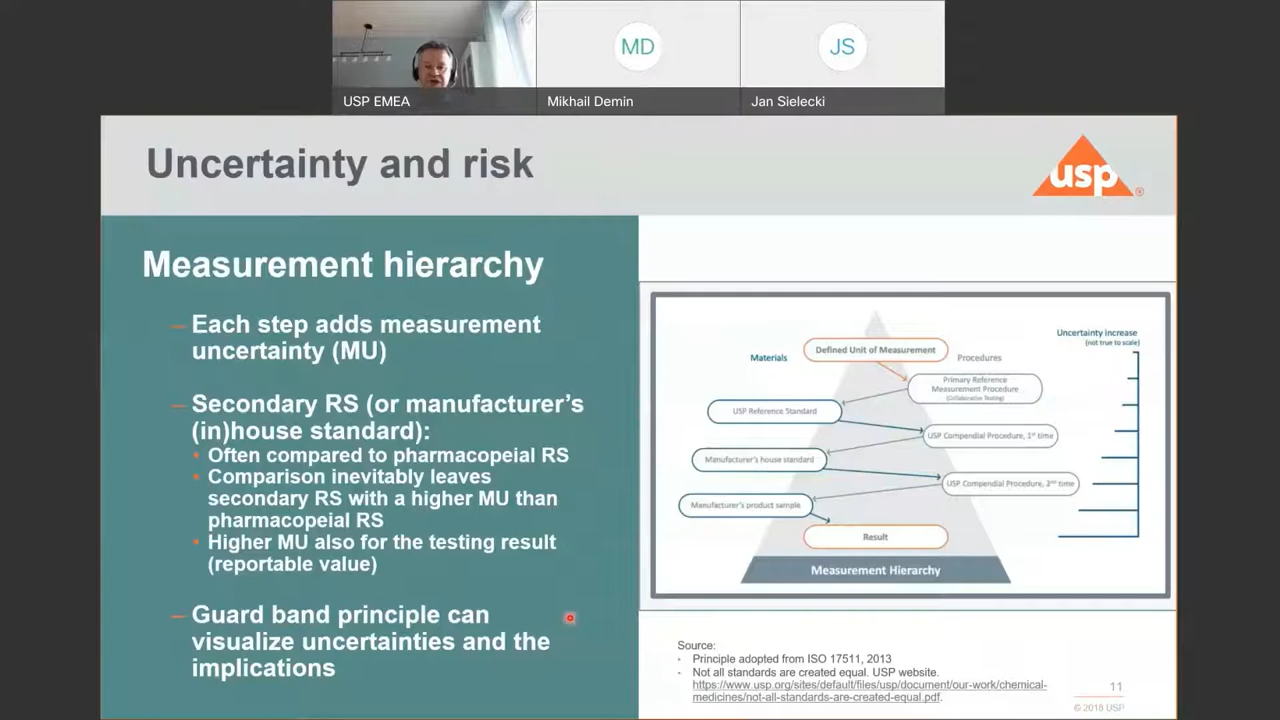 MD
JS
USP EMEA
Mikhail Demin
Jan Sielecki
Uncertainty and risk
usp®
Measurement hierarchy
– Each step adds measurement
uncertainty (MU)
– Secondary RS (or manufacturer's
(in)house standard):
• Often compared to pharmacopeial RS
• Comparison inevitably leaves
secondary RS with a higher MU than
pharmacopeial RS
• Higher MU also for the testing result
(reportable value)
– Guard band principle can
visualize uncertainties and the
implications
Uncertainty increase
(not true to scale)
Materials
Defined Unit of Measurement
Procedures
Primary Reference
Measurement Procedure
(Collaborative Testing)
USP Reference Standard
USP Compendial Procedure, 1st time
Manufacturer's house standard
USP Compendial Procedure, 2nd time
Manufacturer's product sample
Result
Measurement Hierarchy
Source:
• Principle adopted from ISO 17511, 2013
• Not all standards are created equal. USP website.
https://www.usp.org/sites/default/files/usp/document/our-work/chemical-
medicines/not-all-standards-are-created-equal.pdf.
11
© 2018 USP